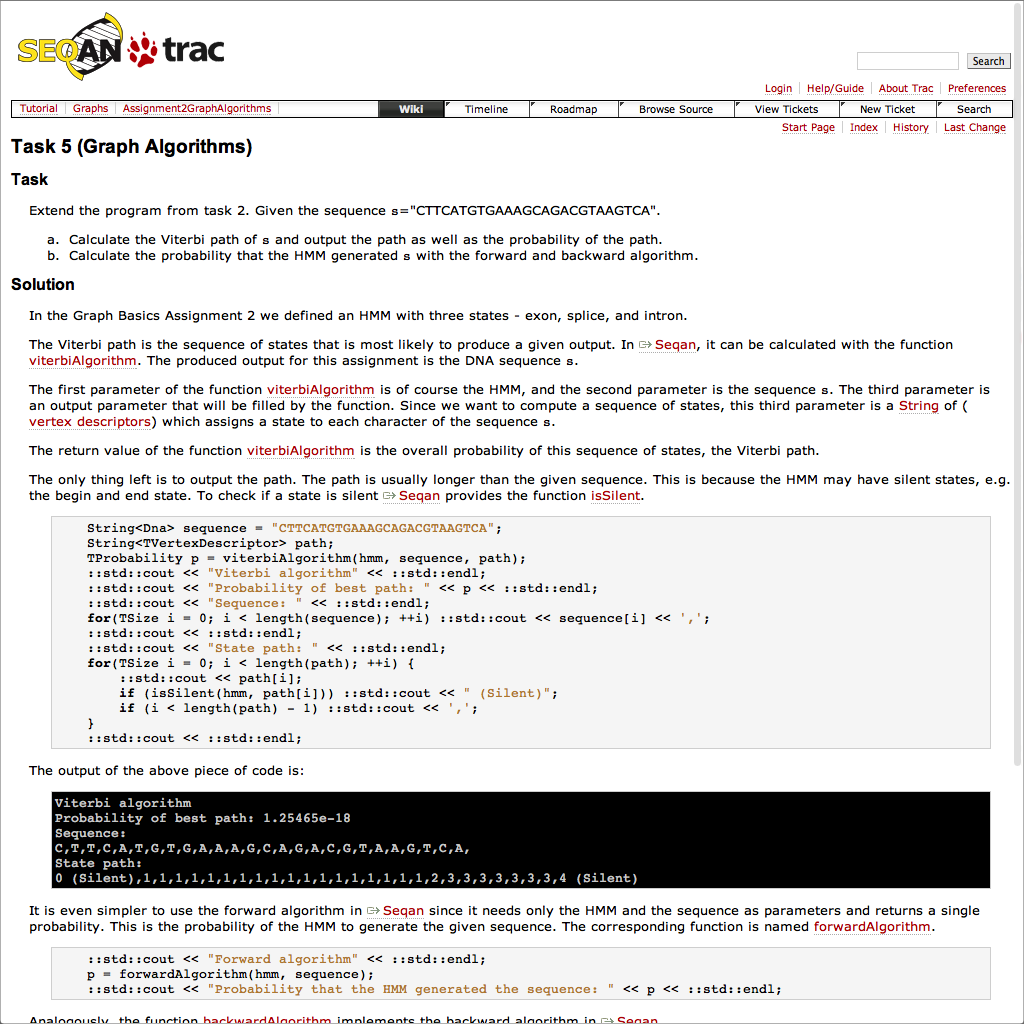 SEQAN trac
Search
Login Help/Guide About Trac Preferences
Tutorial Graphs Assignment2GraphAlgorithms Wiki Timeline Roadmap Browse Source View Tickets New Ticket Search
Start Page Index History Last Change
Task 5 (Graph Algorithms)
Task
Extend the program from task 2. Given the sequence s="CTTCATGTGAAAGCAGACGTAAGTCA".
a. Calculate the Viterbi path of s and output the path as well as the probability of the path.
b. Calculate the probability that the HMM generated s with the forward and backward algorithm.
Solution
In the Graph Basics Assignment 2 we defined an HMM with three states - exon, splice, and intron.
The Viterbi path is the sequence of states that is most likely to produce a given output. In Seqan, it can be calculated with the function
viterbiAlgorithm. The produced output for this assignment is the DNA sequence s.
The first parameter of the function viterbiAlgorithm is of course the HMM, and the second parameter is the sequence s. The third parameter is
an output parameter that will be filled by the function. Since we want to compute a sequence of states, this third parameter is a String of (
vertex descriptors) which assigns a state to each character of the sequence s.
The return value of the function viterbiAlgorithm is the overall probability of this sequence of states, the Viterbi path.
The only thing left is to output the path. The path is usually longer than the given sequence. This is because the HMM may have silent states, e.g.
the begin and end state. To check if a state is silent Seqan provides the function isSilent.
String<Dna> sequence = "CTTCATGTGAAAGCAGACGTAAGTCA";
String<TVertexDescriptor> path;
TProbability p = viterbiAlgorithm(hmm, sequence, path);
::std::cout << "Viterbi algorithm" << ::std::endl;
::std::cout << "Probability of best path: " << p << ::std::endl;
::std::cout << "Sequence: " << ::std::endl;
for(TSize i = 0; i < length(sequence); ++i) ::std::cout << sequence[i] << ',';
::std::cout << ::std::endl;
::std::cout << "State path: " << ::std::endl;
for(TSize i = 0; i < length(path); ++i) {
::std::cout << path[i];
if (isSilent(hmm, path[i])) ::std::cout << " (Silent)";
if (i < length(path) - 1) ::std::cout << ',';
}
::std::cout << ::std::endl;
The output of the above piece of code is:
Viterbi algorithm
Probability of best path: 1.25465e-18
Sequence:
C,T,T,C,A,T,G,T,G,A,A,A,G,C,A,G,A,C,G,T,A,A,G,T,C,A,
State path:
0 (Silent),1,1,1,1,1,1,1,1,1,1,1,1,1,1,1,1,1,1,2,3,3,3,3,3,3,3,4 (Silent)
It is even simpler to use the forward algorithm in Seqan since it needs only the HMM and the sequence as parameters and returns a single
probability. This is the probability of the HMM to generate the given sequence. The corresponding function is named forwardAlgorithm.
::std::cout << "Forward algorithm" << ::std::endl;
p = forwardAlgorithm(hmm, sequence);
::std::cout << "Probability that the HMM generated the sequence: " << p << ::std::endl;
Analogously, the function backwardAlgorithm implements the backward algorithm in Seqan.